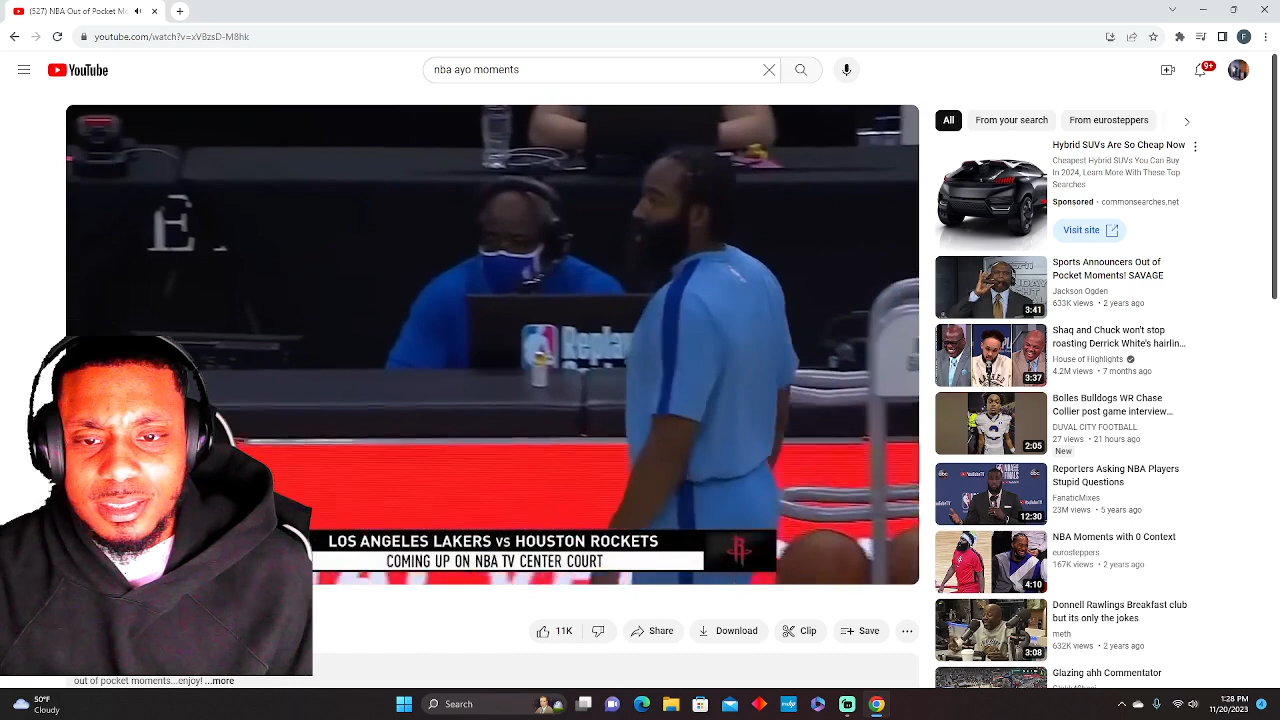 (527) NBA Out of Pocket Mo
youtube.com/watch?v=xVBzsD-M8hk
F
YouTube
nba ayo moments
9+
E
LOS ANGELES LAKERS vs HOUSTON ROCKETS
COMING UP ON NBA TV CENTER COURT
11K
Share
Download
Clip
Save
out of pocket moments...enjoy! ...more
All
From your search
From eurosteppers
Hybrid SUVs Are So Cheap Now
Cheapest Hybrid SUVs You Can Buy
In 2024, Learn More With These Top
Searches
Sponsored · commonsearches.net
Visit site
Sports Announcers Out of
Pocket Moments! SAVAGE
Jackson Ogden
633K views • 2 years ago
3:41
Shaq and Chuck won't stop
roasting Derrick White's hairlin...
House of Highlights
4.2M views • 7 months ago
3:37
Bolles Bulldogs WR Chase
Collier post game interview...
DUVAL CITY FOOTBALL
27 views • 21 hours ago
New
2:05
Reporters Asking NBA Players
Stupid Questions
FanaticMixes
23M views • 5 years ago
12:30
NBA Moments with 0 Context
eurosteppers
167K views • 2 years ago
4:10
Donnell Rawlings Breakfast club
but its only the jokes
meth
632K views • 2 years ago
3:08
Glazing ahh Commentator
50°F
Cloudy
Search
1:28 PM
11/20/2023
4